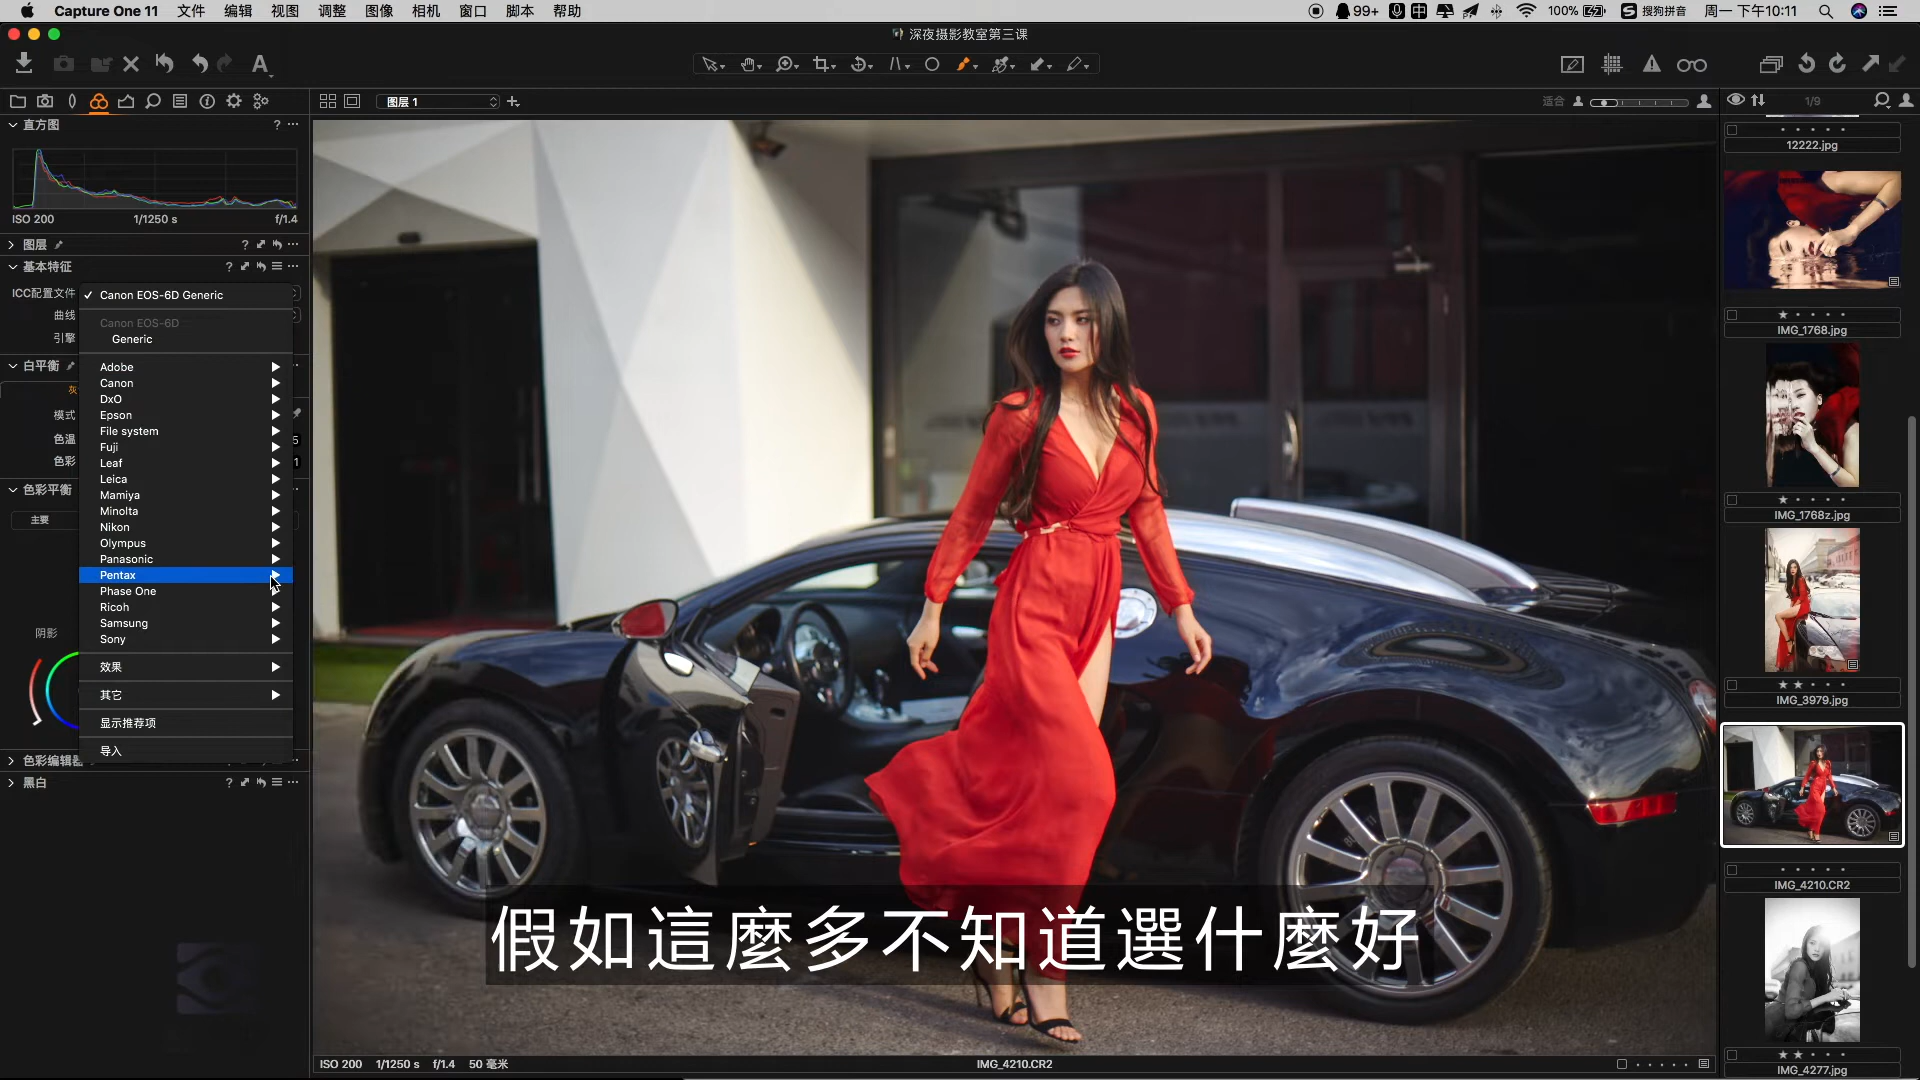 Capture One 11 文件 编辑 视图 调整 图像 相机 窗口 脚本 帮助
99+ 100% 搜狗拼音 周一 下午10:11
深夜摄影教室第三课
图层 1
适合
1/9
直方图
ISO 200 1/1250 s f/1.4
图层
基本特征
ICC配置文件
曲线
引擎
白平衡
模式
色温
色彩
色彩平衡
主要
阴影
色彩编辑器
黑白
✓ Canon EOS-6D Generic
Canon EOS-6D
Generic
Adobe
Canon
DxO
Epson
File system
Fuji
Leaf
Leica
Mamiya
Minolta
Nikon
Olympus
Panasonic
Pentax
Phase One
Ricoh
Samsung
Sony
效果
其它
显示推荐项
导入
假如這麼多不知道選什麼好
ISO 200 1/1250 s f/1.4 50 毫米
IMG_4210.CR2
12222.jpg
IMG_1768.jpg
IMG_1768z.jpg
IMG_3979.jpg
IMG_4210.CR2
IMG_4277.jpg